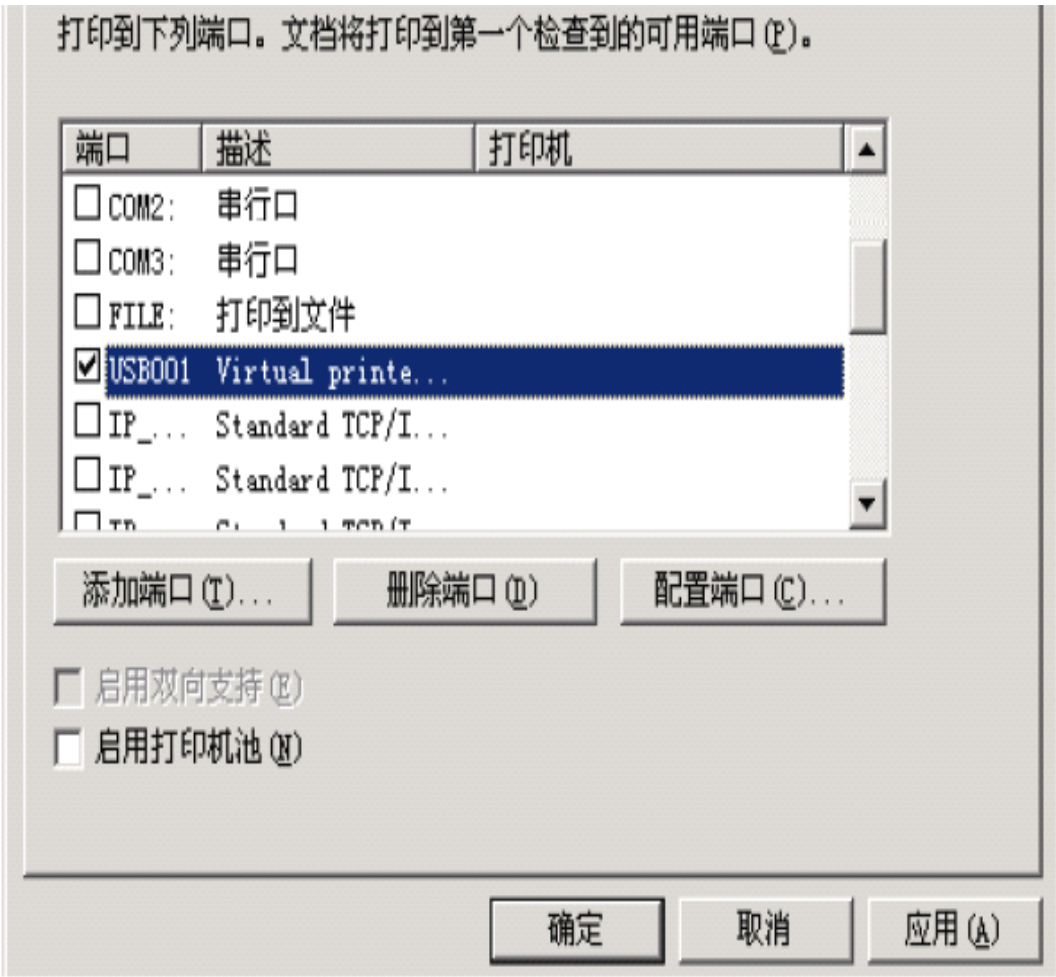 打印到下列端口。文档将打印到第一个检查到的可用端口(P)。
端口 描述 打印机
COM2: 串行口
COM3: 串行口
FILE: 打印到文件
USB001 Virtual printe...
IP_... Standard TCP/I...
IP_... Standard TCP/I...
添加端口(T)... 删除端口(D) 配置端口(C)...
启用双向支持(E)
启用打印机池(N)
确定 取消 应用(A)